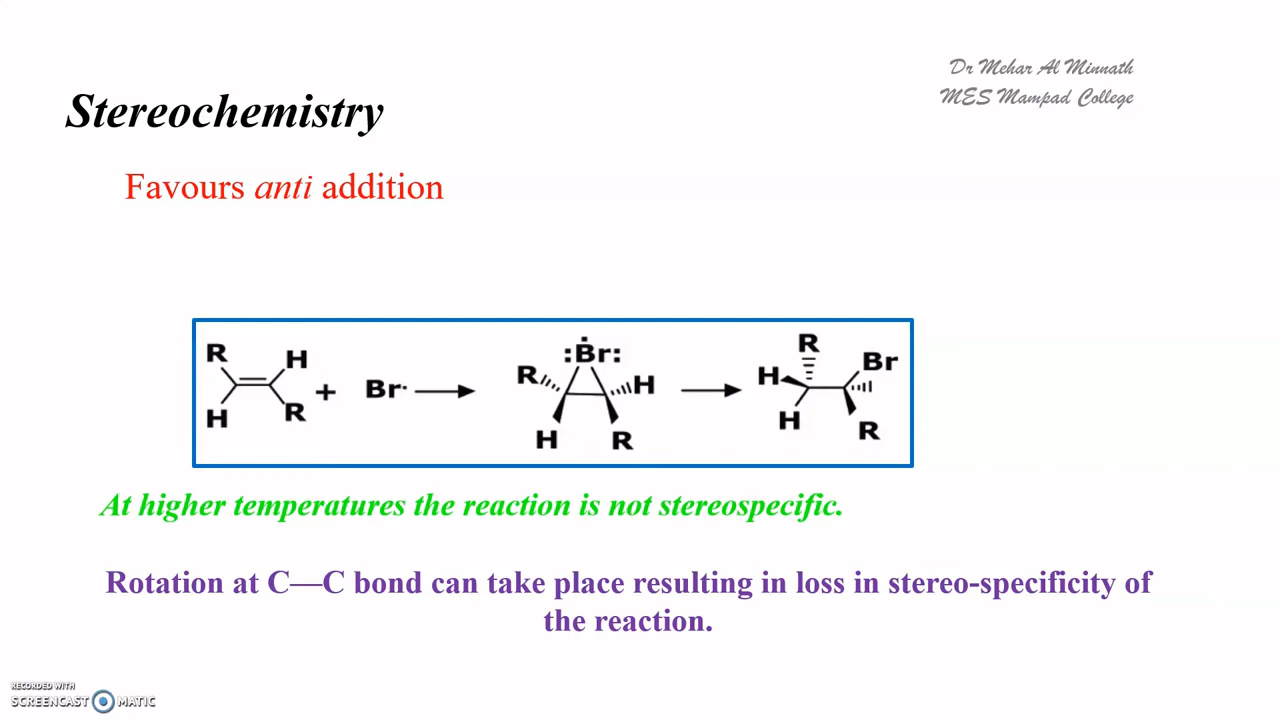 Dr Mehar Al Minnath
MES Mampad College
Stereochemistry
Favours anti addition
R H H R + Br· :Br: R H H R R H H Br R
At higher temperatures the reaction is not stereospecific.
Rotation at C—C bond can take place resulting in loss in stereo-specificity of
the reaction.
RECORDED WITH
SCREENCAST MATIC